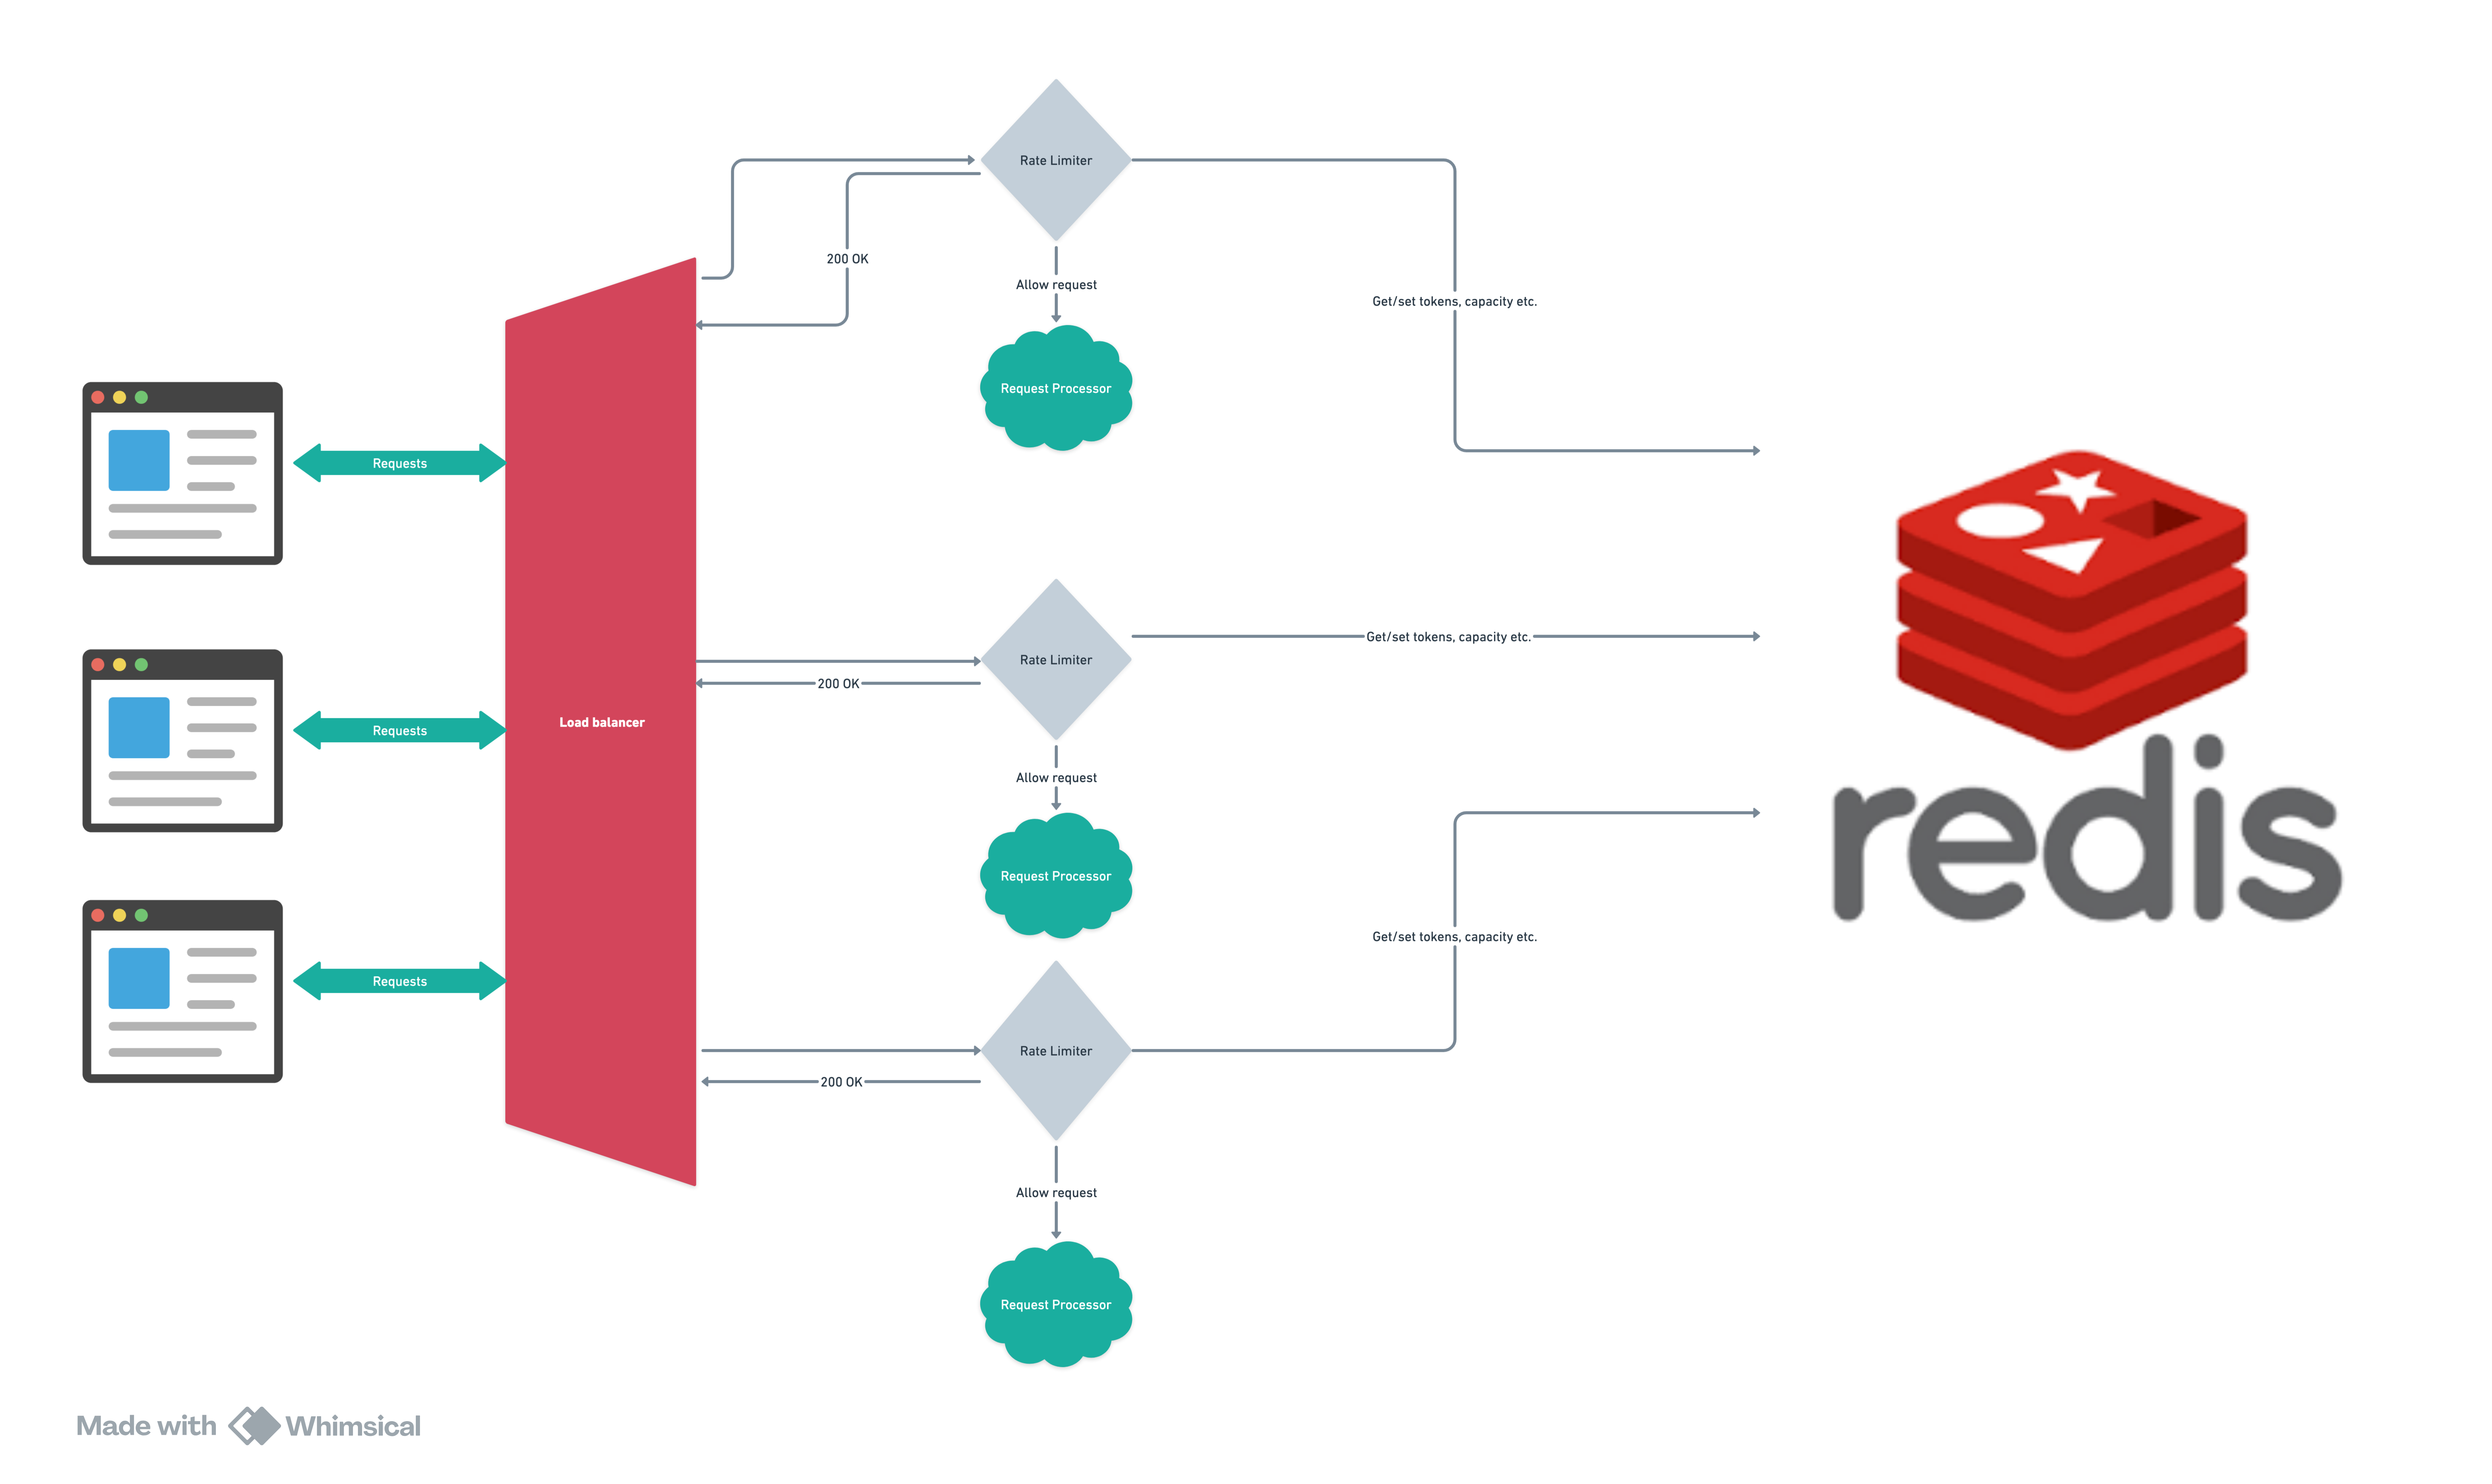 Rate Limiter
200 OK
Allow request
Get/set tokens, capacity etc.
Request Processor
Requests
Rate Limiter
Get/set tokens, capacity etc.
200 OK
Requests
Load balancer
Allow request
Request Processor
redis
Get/set tokens, capacity etc.
Requests
Rate Limiter
200 OK
Allow request
Request Processor
Made with Whimsical